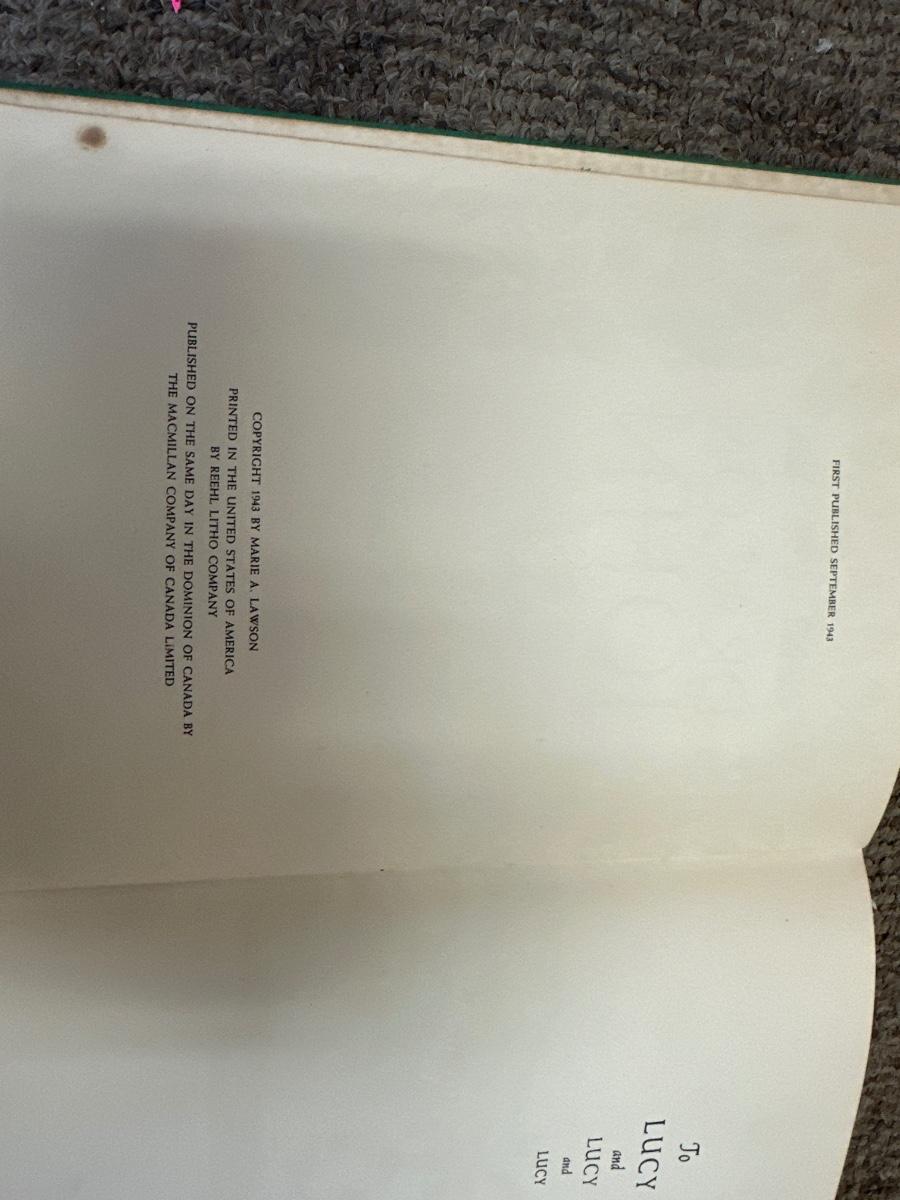 FIRST PUBLISHED SEPTEMBER 1943
COPYRIGHT 1943 BY MARIE A. LAWSON
PRINTED IN THE UNITED STATES OF AMERICA
BY REEHL LITHO COMPANY
PUBLISHED ON THE SAME DAY IN THE DOMINION OF CANADA BY
THE MACMILLAN COMPANY OF CANADA LIMITED
To
LUCY
and
LUCY
and
LUCY